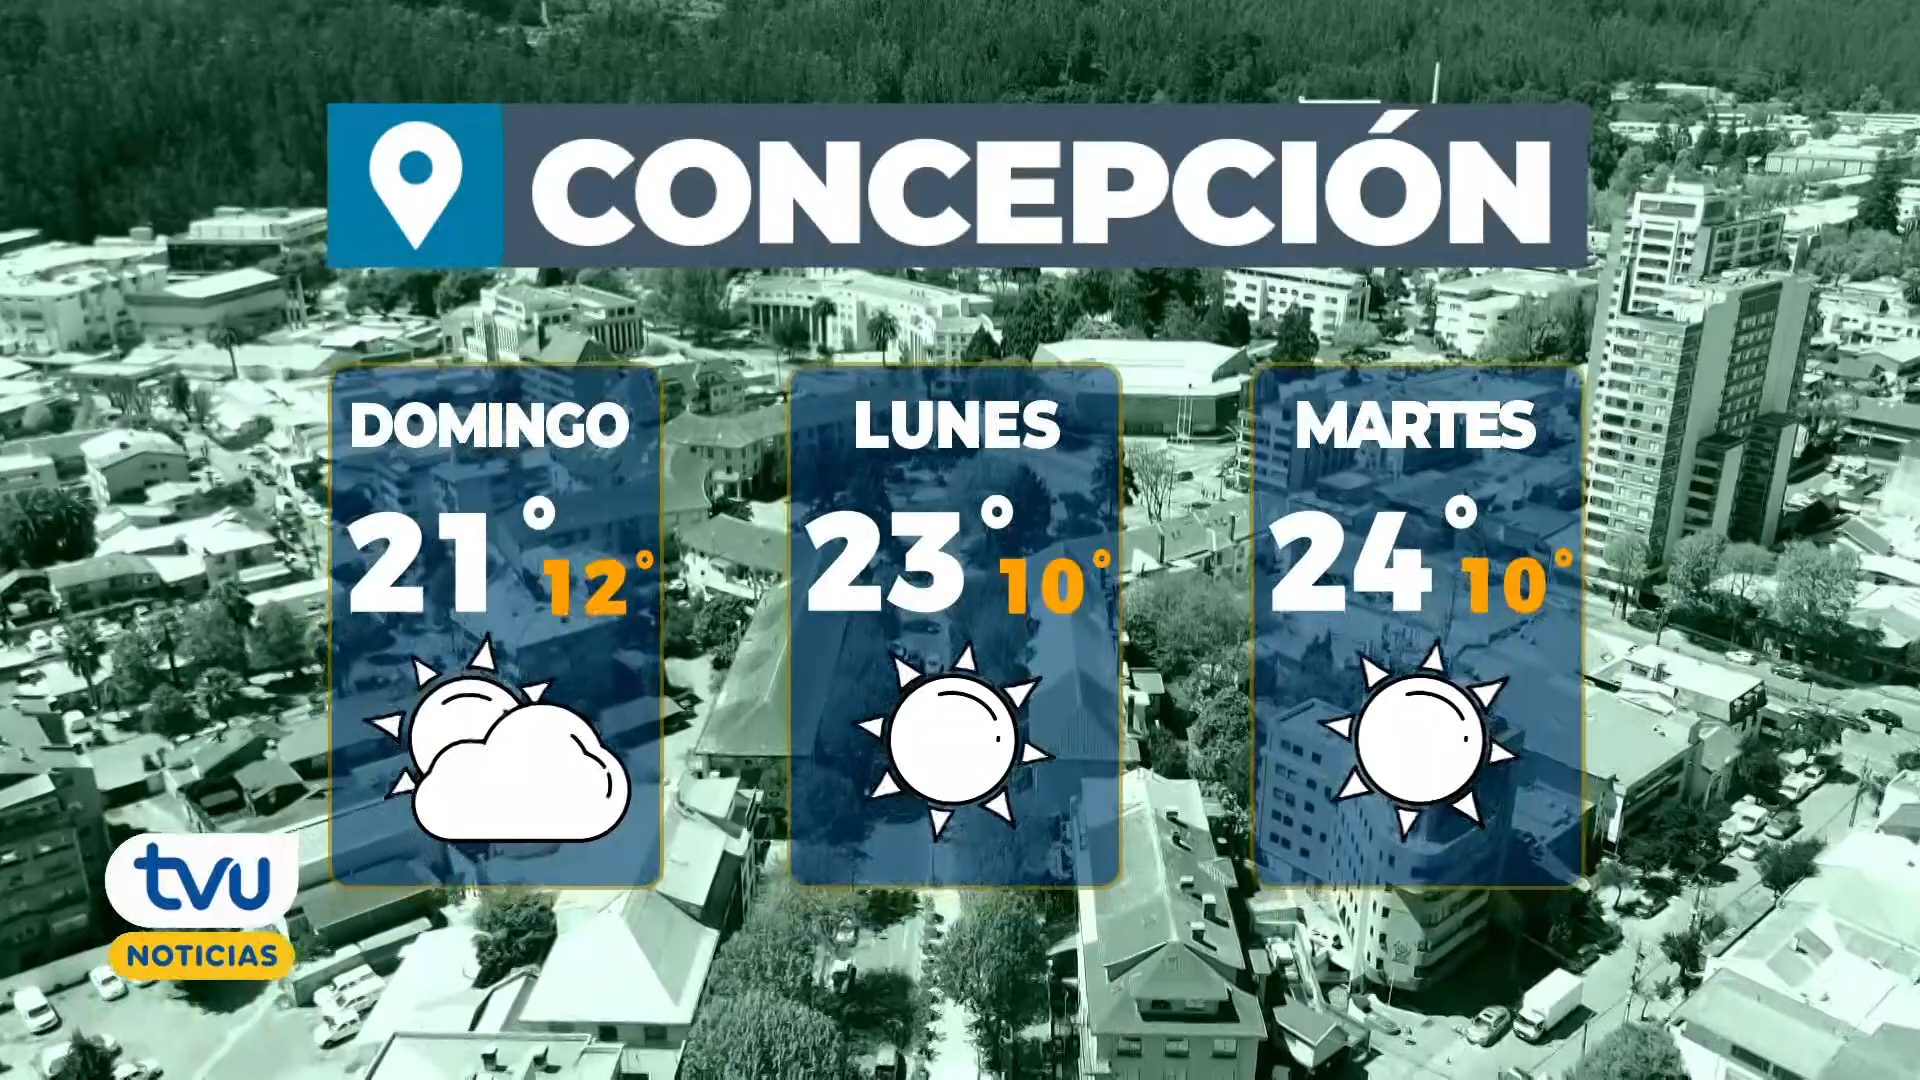 CONCEPCIÓN
DOMINGO
21°
12°
LUNES
23°
10°
MARTES
24°
10°
tvu
NOTICIAS